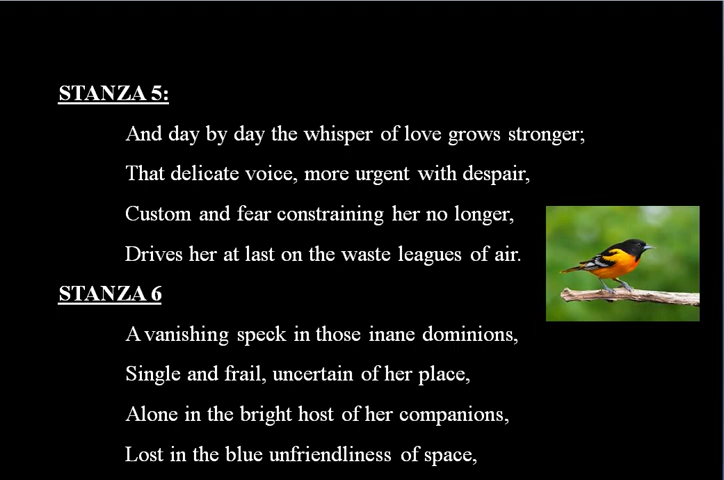 STANZA 5:
And day by day the whisper of love grows stronger;
That delicate voice, more urgent with despair,
Custom and fear constraining her no longer,
Drives her at last on the waste leagues of air.
STANZA 6
A vanishing speck in those inane dominions,
Single and frail, uncertain of her place,
Alone in the bright host of her companions,
Lost in the blue unfriendliness of space,